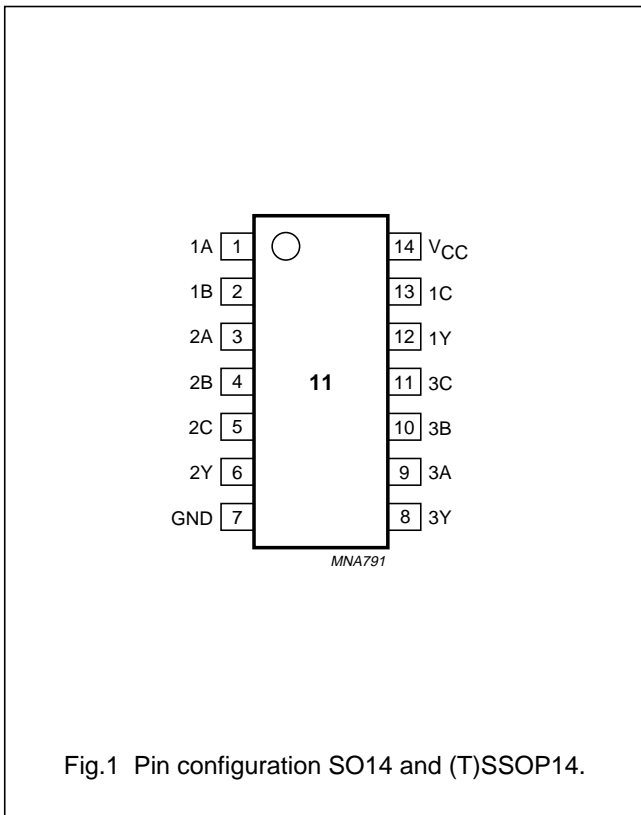 1A 1 14 VCC
1B 2 13 1C
2A 3 12 1Y
2B 4 11 11 3C
2C 5 10 3B
2Y 6 9 3A
GND 7 8 3Y
MNA791
Fig.1 Pin configuration SO14 and (T)SSOP14.